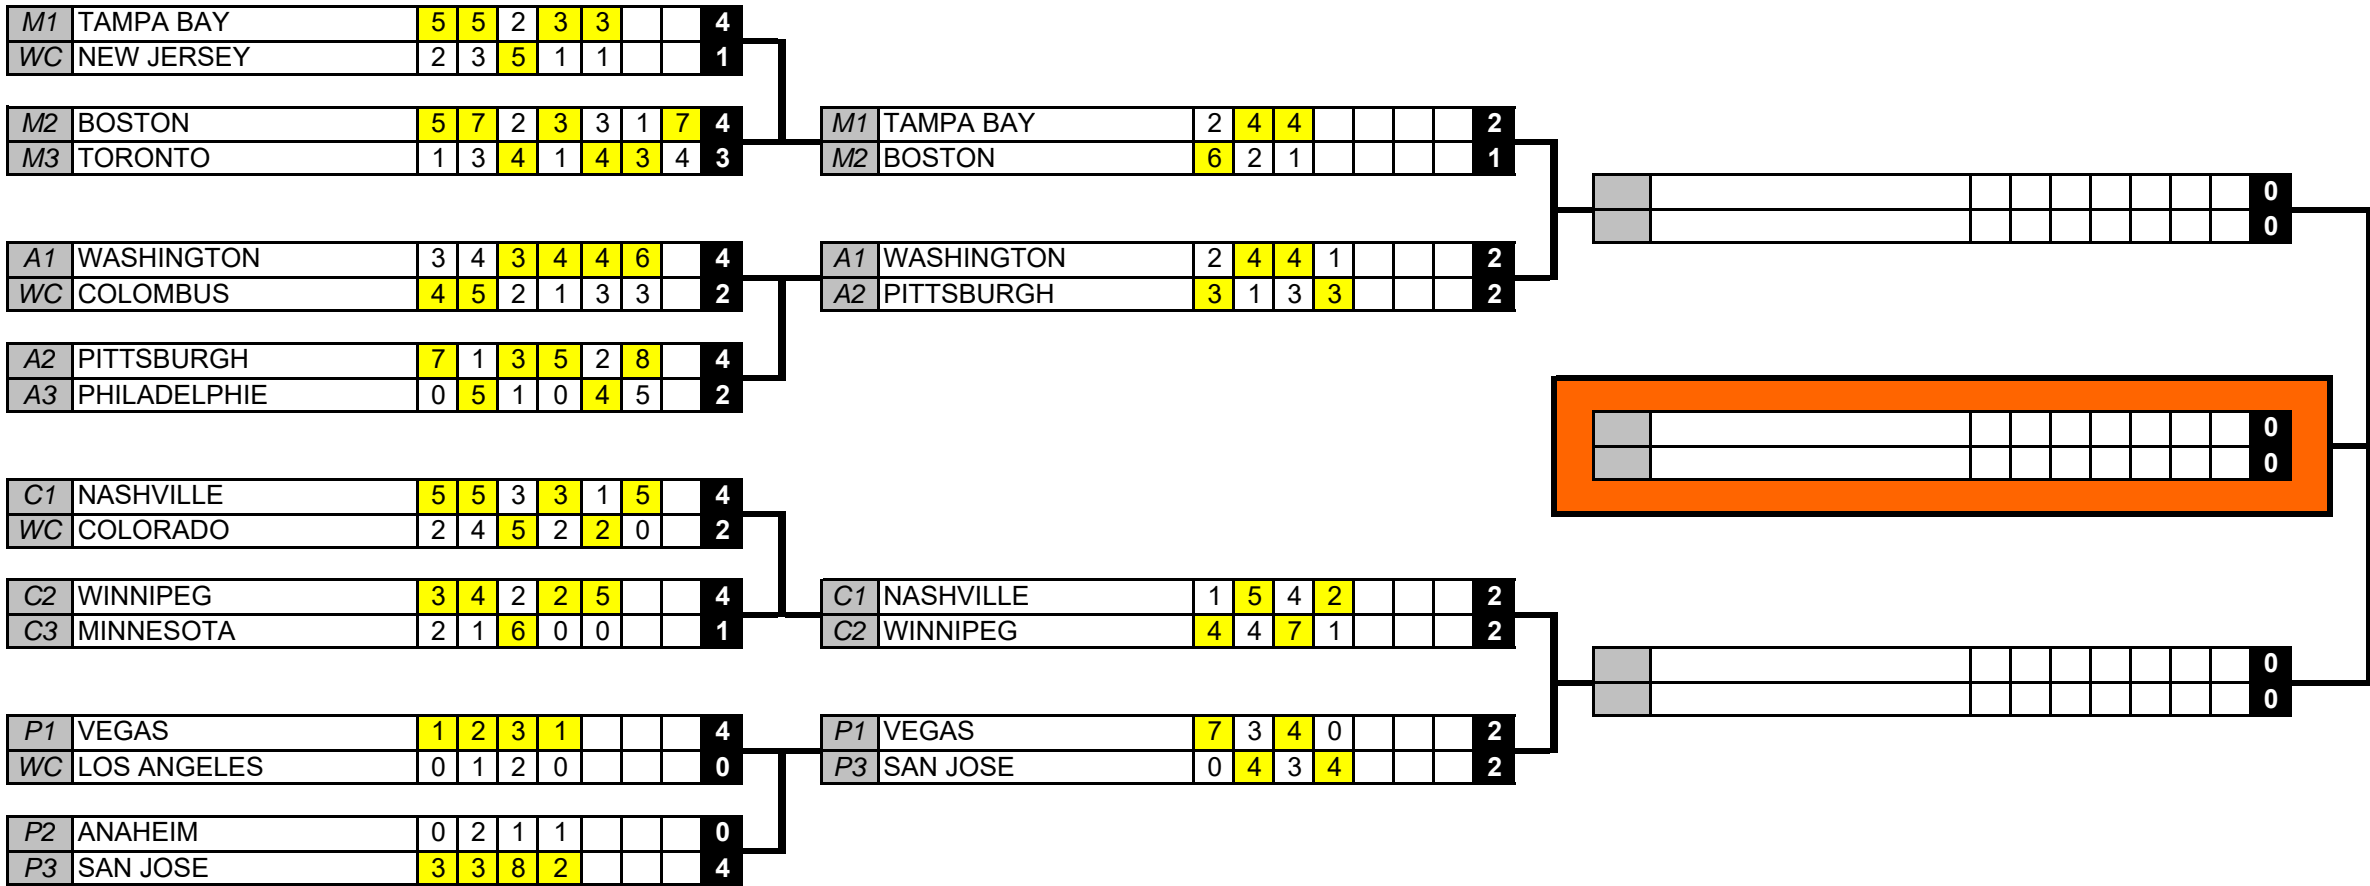 M1 TAMPA BAY 5 5 2 3 3 4
WC NEW JERSEY 2 3 5 1 1 1
M2 BOSTON 5 7 2 3 3 1 7 4
M3 TORONTO 1 3 4 1 4 3 4 3
M1 TAMPA BAY 2 4 4 2
M2 BOSTON 6 2 1 1
0
0
A1 WASHINGTON 3 4 3 4 4 6 4
WC COLOMBUS 4 5 2 1 3 3 2
A1 WASHINGTON 2 4 4 1 2
A2 PITTSBURGH 3 1 3 3 2
A2 PITTSBURGH 7 1 3 5 2 8 4
A3 PHILADELPHIE 0 5 1 0 4 5 2
0
0
C1 NASHVILLE 5 5 3 3 1 5 4
WC COLORADO 2 4 5 2 2 0 2
C2 WINNIPEG 3 4 2 2 5 4
C3 MINNESOTA 2 1 6 0 0 1
C1 NASHVILLE 1 5 4 2 2
C2 WINNIPEG 4 4 7 1 2
0
0
P1 VEGAS 1 2 3 1 4
WC LOS ANGELES 0 1 2 0 0
P1 VEGAS 7 3 4 0 2
P3 SAN JOSE 0 4 3 4 2
P2 ANAHEIM 0 2 1 1 0
P3 SAN JOSE 3 3 8 2 4